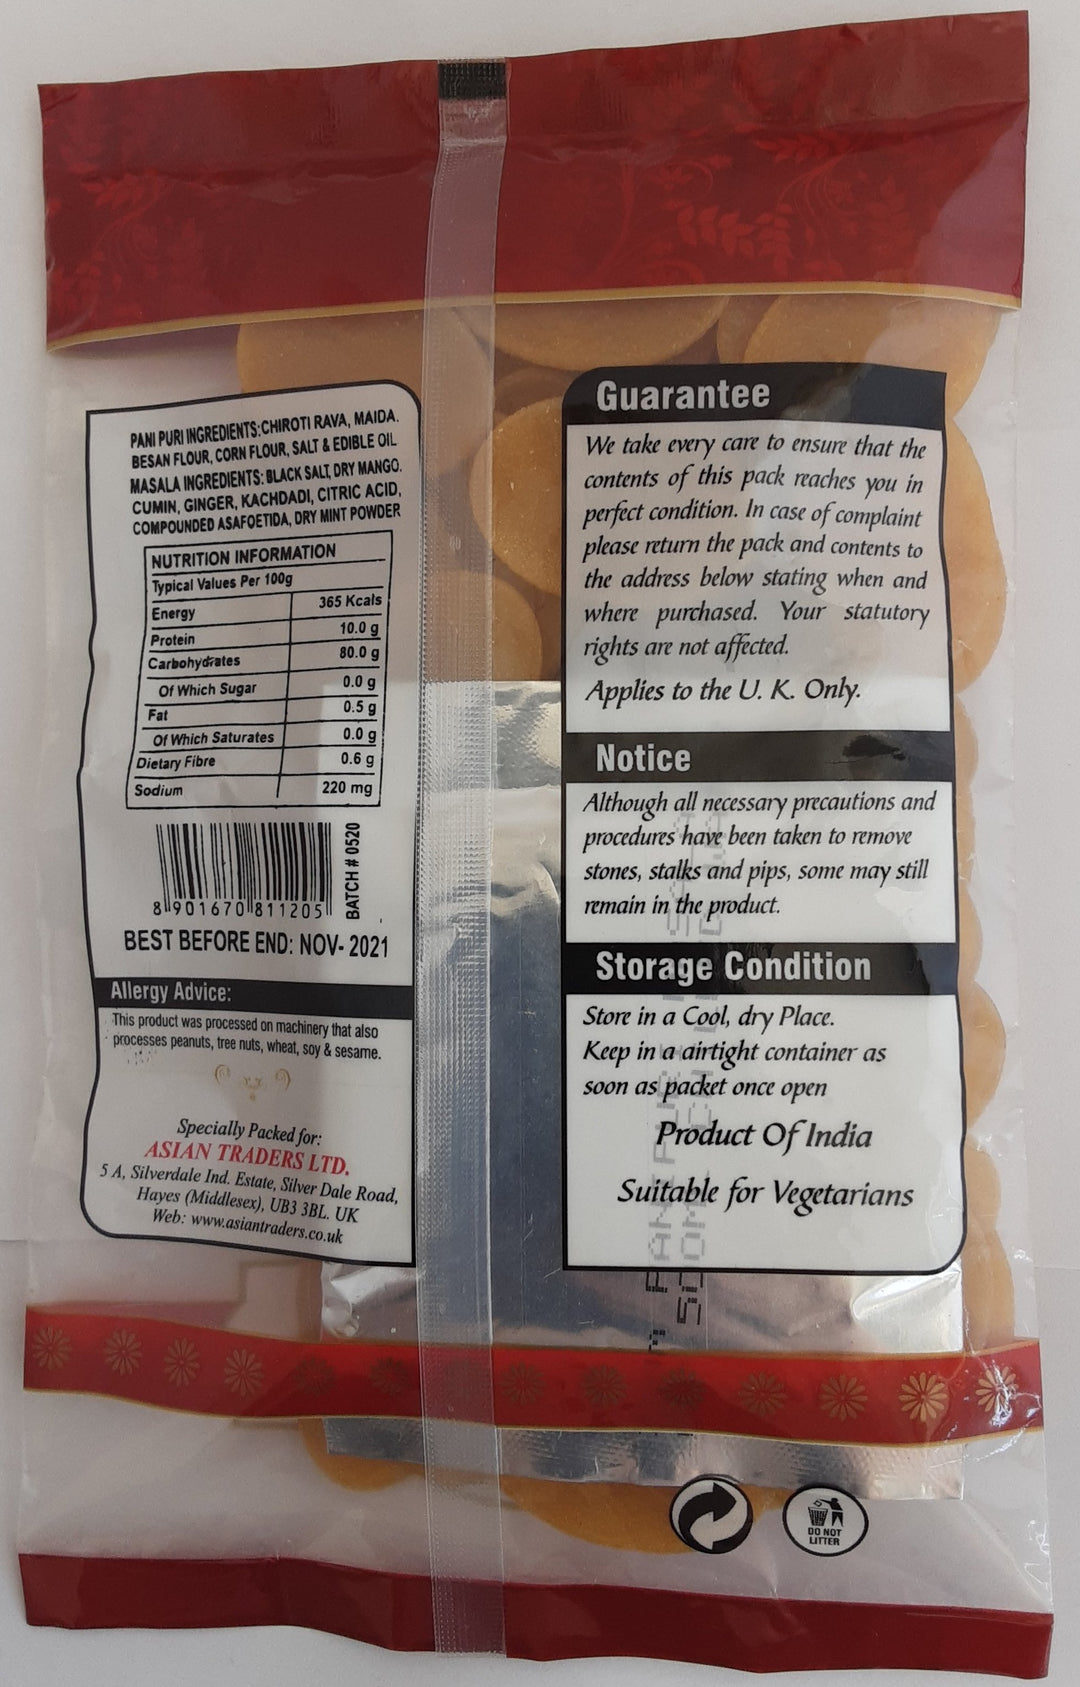 PANI PURI INGREDIENTS:CHIROTI RAVA, MAIDA.
BESAN FLOUR, CORN FLOUR, SALT & EDIBLE OIL
MASALA INGREDIENTS: BLACK SALT, DRY MANGO.
CUMIN, GINGER, KACHDADI, CITRIC ACID,
COMPOUNDED ASAFOETIDA, DRY MINT POWDER
NUTRITION INFORMATION
Typical Values Per 100g
Energy 365 Kcals
Protein 10.0 g
Carbohydrates 80.0 g
Of Which Sugar 0.0 g
Fat 0.5 g
Of Which Saturates 0.0 g
Dietary Fibre 0.6 g
Sodium 220 mg
8 901670 811205
BATCH # 0520
BEST BEFORE END: NOV- 2021
Allergy Advice:
This product was processed on machinery that also
processes peanuts, tree nuts, wheat, soy & sesame.
Specially Packed for:
ASIAN TRADERS LTD.
5 A, Silverdale Ind. Estate, Silver Dale Road,
Hayes (Middlesex), UB3 3BL. UK
Web: www.asiantraders.co.uk
Guarantee
We take every care to ensure that the
contents of this pack reaches you in
perfect condition. In case of complaint
please return the pack and contents to
the address below stating when and
where purchased. Your statutory
rights are not affected.
Applies to the U. K. Only.
Notice
Although all necessary precautions and
procedures have been taken to remove
stones, stalks and pips, some may still
remain in the product.
Storage Condition
Store in a Cool, dry Place.
Keep in a airtight container as
soon as packet once open
Product Of India
Suitable for Vegetarians
DO NOT
LITTER